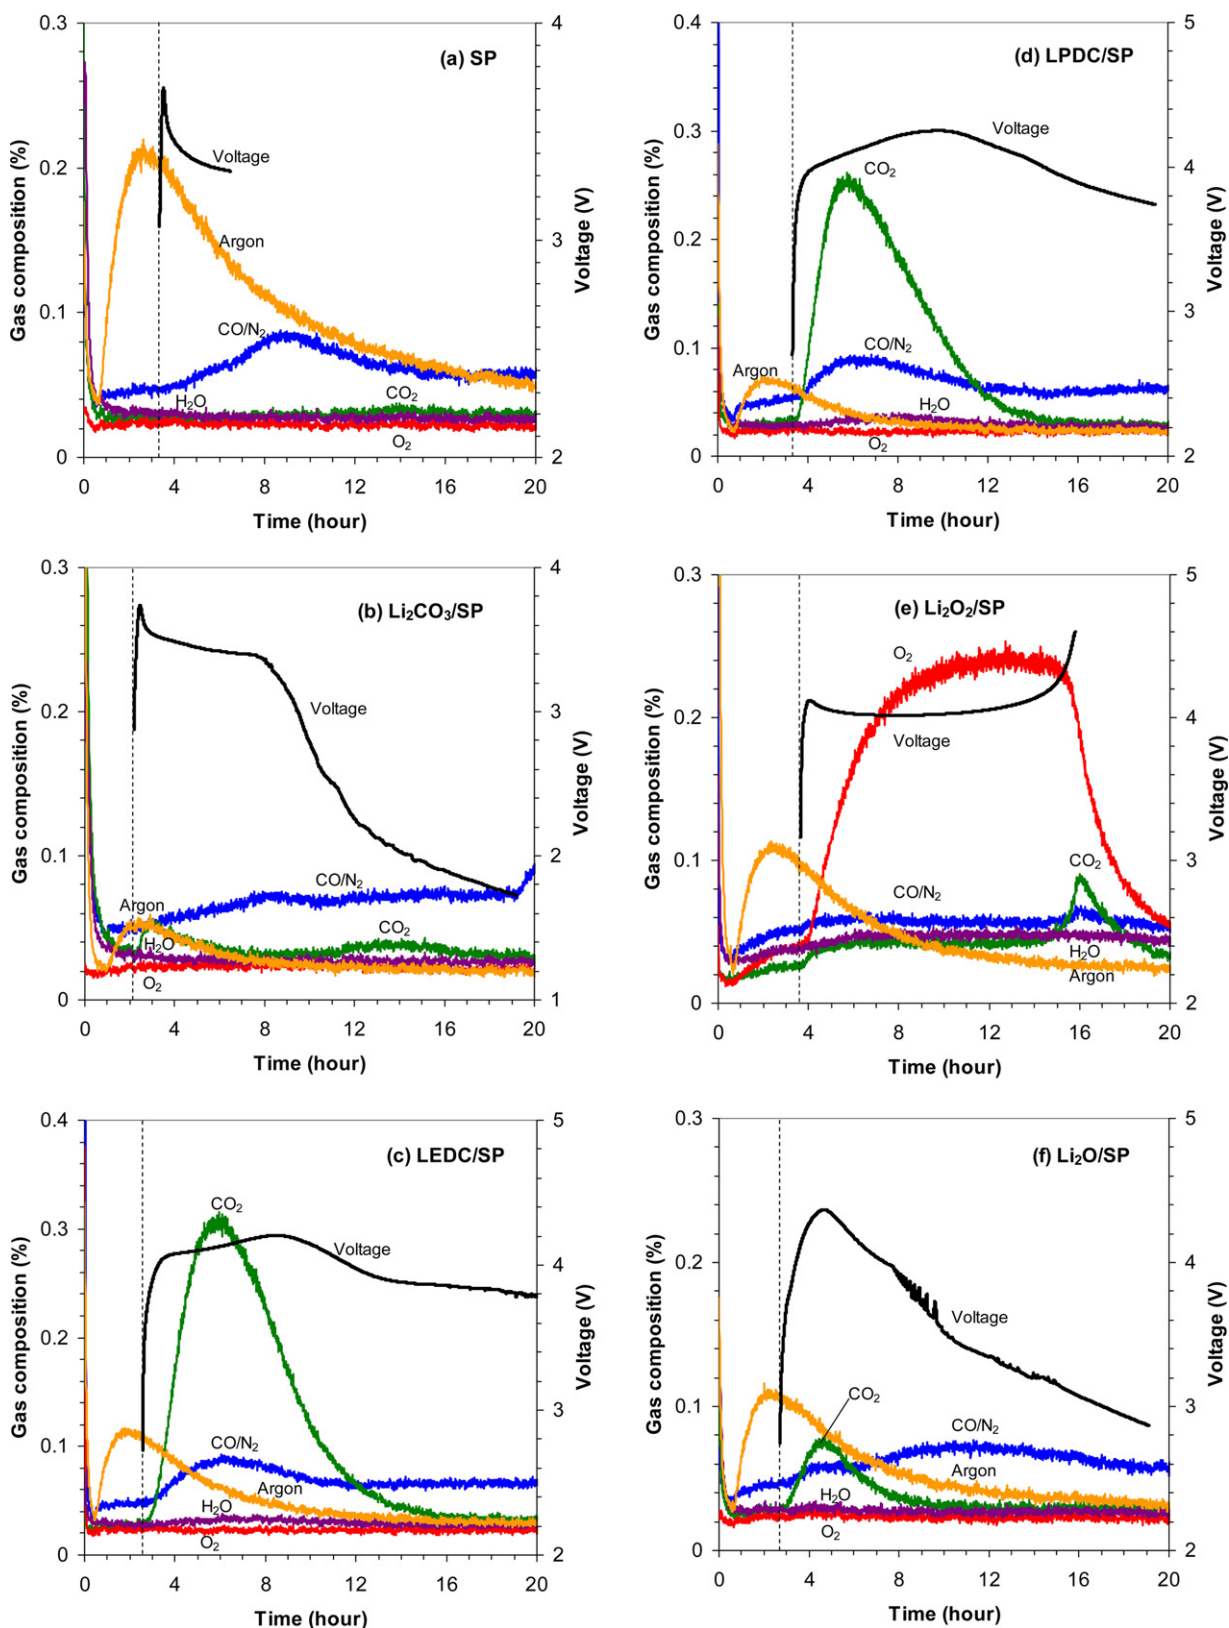 (a) SP
Gas composition (%)
0.3
0.2
0.1
0
4
3
2
Voltage (V)
Voltage
Argon
CO/N₂
H₂O
CO₂
O₂
0 4 8 12 16 20
Time (hour)
(d) LPDC/SP
Gas composition (%)
0.4
0.3
0.2
0.1
0
5
4
3
2
Voltage (V)
Voltage
CO₂
CO/N₂
Argon
H₂O
O₂
0 4 8 12 16 20
Time (hour)
(b) Li₂CO₃/SP
Gas composition (%)
0.3
0.2
0.1
0
4
3
2
1
Voltage (V)
Voltage
CO/N₂
Argon
CO₂
H₂O
O₂
0 4 8 12 16 20
Time (hour)
(e) Li₂O₂/SP
Gas composition (%)
0.3
0.2
0.1
0
5
4
3
2
Voltage (V)
O₂
Voltage
CO₂
CO/N₂
H₂O
Argon
0 4 8 12 16 20
Time (hour)
(c) LEDC/SP
Gas composition (%)
0.4
0.3
0.2
0.1
0
5
4
3
2
Voltage (V)
CO₂
Voltage
CO/N₂
Argon
H₂O
O₂
0 4 8 12 16 20
Time (hour)
(f) Li₂O/SP
Gas composition (%)
0.3
0.2
0.1
0
5
4
3
2
Voltage (V)
Voltage
CO₂
CO/N₂
Argon
H₂O
O₂
0 4 8 12 16 20
Time (hour)